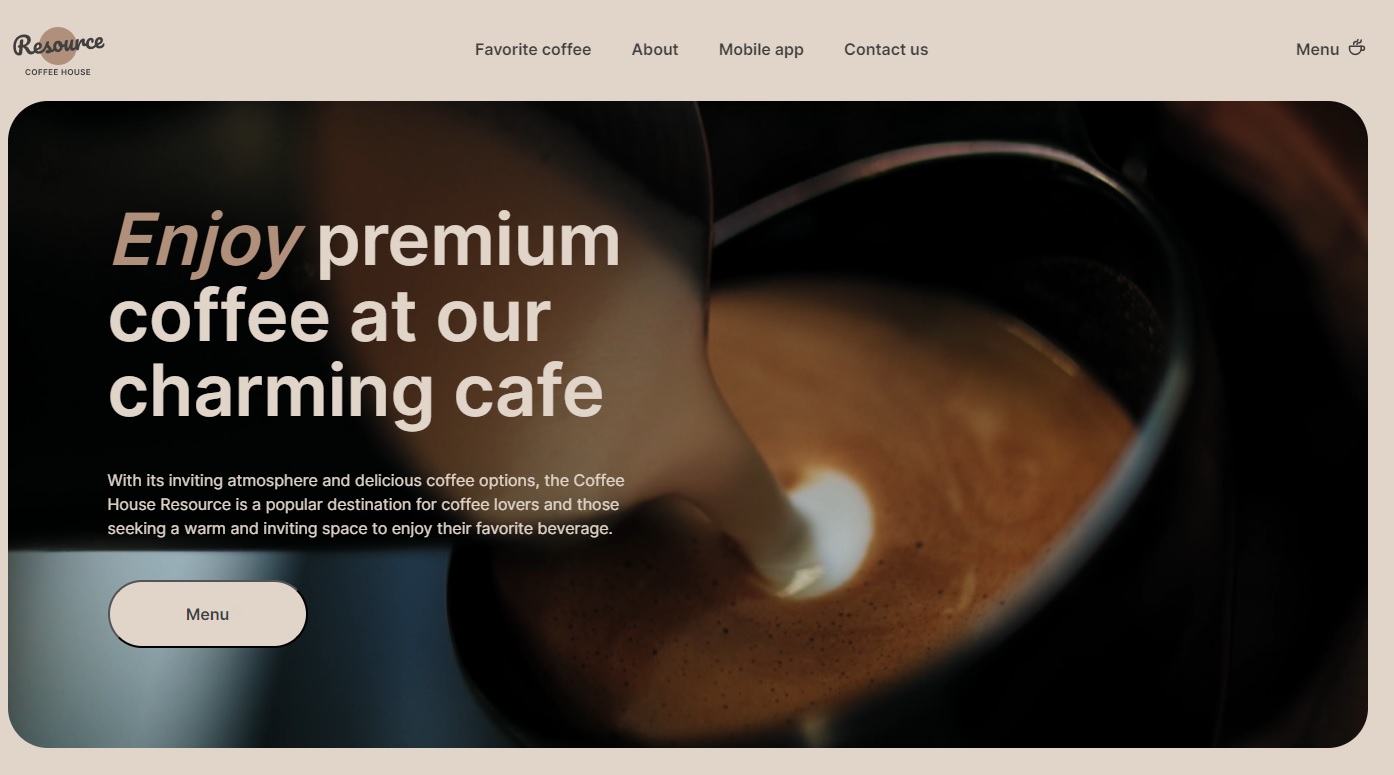 Resource
COFFEE HOUSE
Favorite coffee
About
Mobile app
Contact us
Menu
Enjoy premium
coffee at our
charming cafe
With its inviting atmosphere and delicious coffee options, the Coffee
House Resource is a popular destination for coffee lovers and those
seeking a warm and inviting space to enjoy their favorite beverage.
Menu